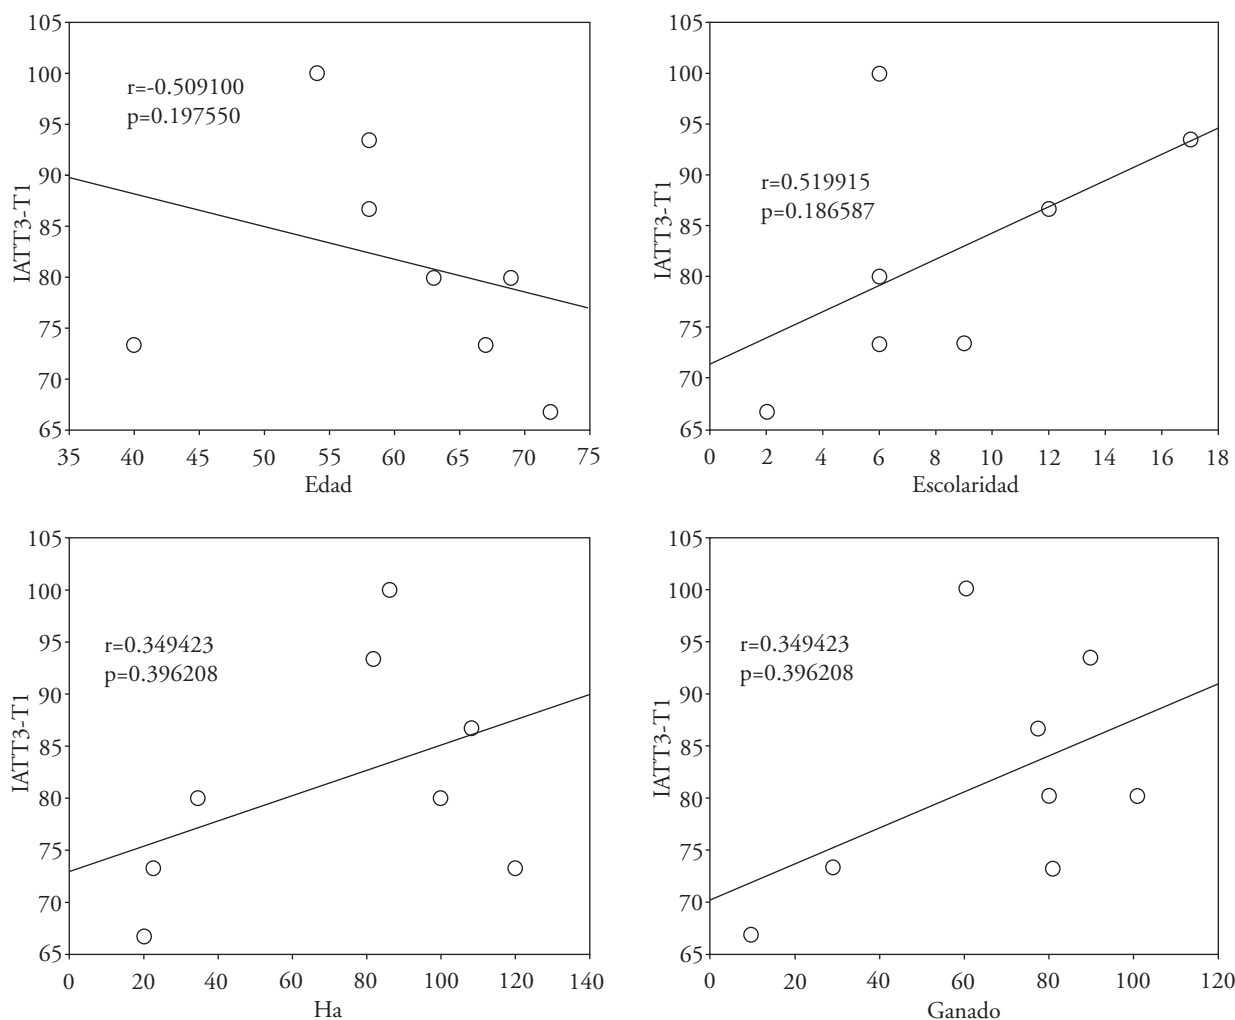 105
100
95
90
85
80
75
70
65
IATT3-T1
r=-0.509100
p=0.197550
35 40 45 50 55 60 65 70 75
Edad
105
100
95
90
85
80
75
70
65
IATT3-T1
r=0.519915
p=0.186587
0 2 4 6 8 10 12 14 16 18
Escolaridad
105
100
95
90
85
80
75
70
65
IATT3-T1
r=0.349423
p=0.396208
0 20 40 60 80 100 120 140
Ha
105
100
95
90
85
80
75
70
65
IATT3-T1
r=0.349423
p=0.396208
0 20 40 60 80 100 120
Ganado